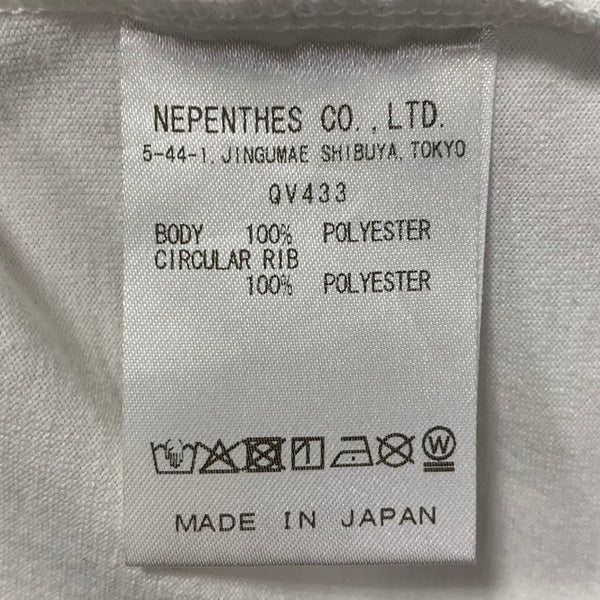 NEPENTHES CO.,LTD.
5-44-1, JINGUMAE SHIBUYA, TOKYO
QV433
BODY 100% POLYESTER
CIRCULAR RIB
100% POLYESTER
W
MADE IN JAPAN